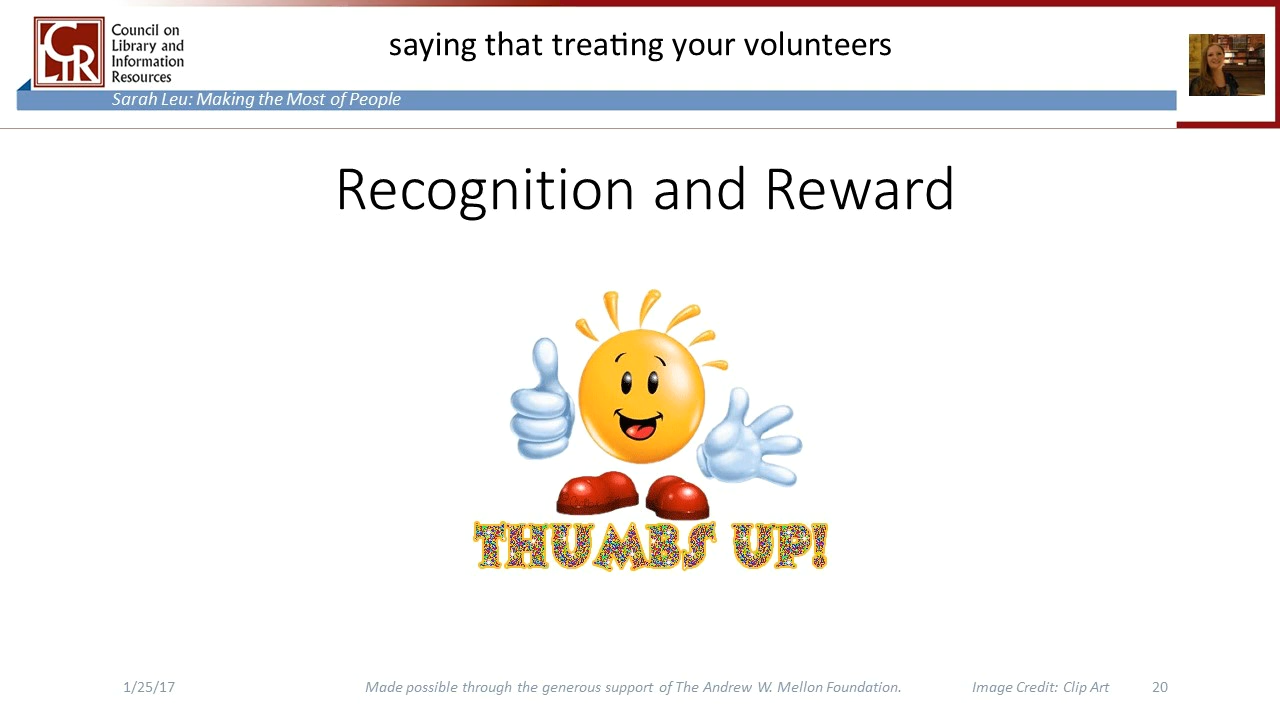 CLIR
Council on
Library and
Information
Resources
saying that treating your volunteers
Sarah Leu: Making the Most of People
Recognition and Reward
THUMBS UP!
1/25/17
Made possible through the generous support of The Andrew W. Mellon Foundation.
Image Credit: Clip Art
20